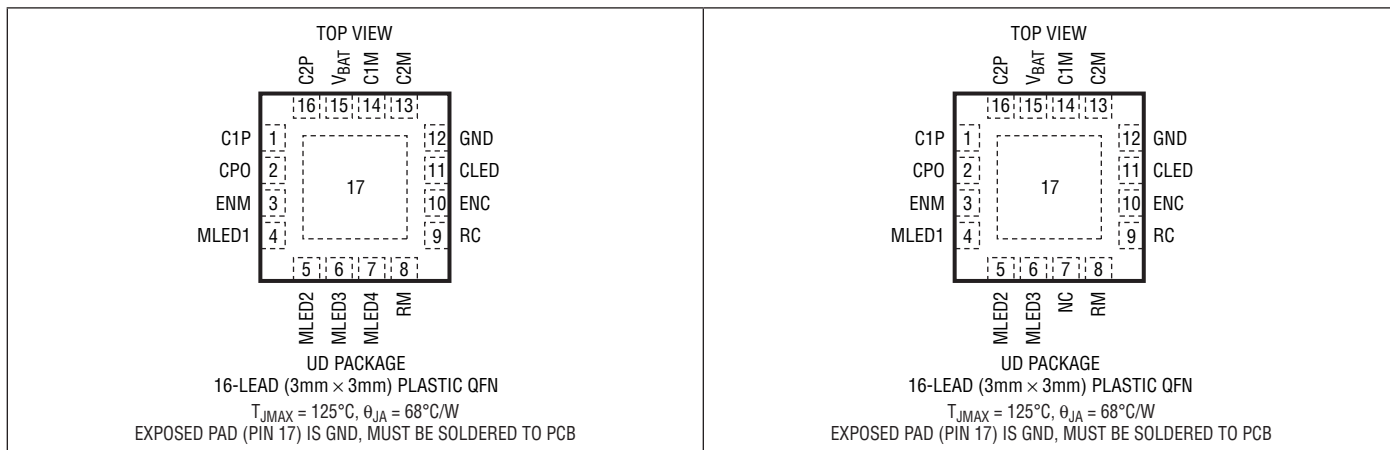 TOP VIEW
C2P
VBAT
C1M
C2M
16
15
14
13
C1P 1
12 GND
CPO 2
11 CLED
17
ENM 3
10 ENC
MLED1 4
9 RC
5
6
7
8
MLED2
MLED3
MLED4
RM
UD PACKAGE
16-LEAD (3mm × 3mm) PLASTIC QFN
TJMAX = 125°C, θJA = 68°C/W
EXPOSED PAD (PIN 17) IS GND, MUST BE SOLDERED TO PCB
TOP VIEW
C2P
VBAT
C1M
C2M
16
15
14
13
C1P 1
12 GND
CPO 2
11 CLED
17
ENM 3
10 ENC
MLED1 4
9 RC
5
6
7
8
MLED2
MLED3
NC
RM
UD PACKAGE
16-LEAD (3mm × 3mm) PLASTIC QFN
TJMAX = 125°C, θJA = 68°C/W
EXPOSED PAD (PIN 17) IS GND, MUST BE SOLDERED TO PCB